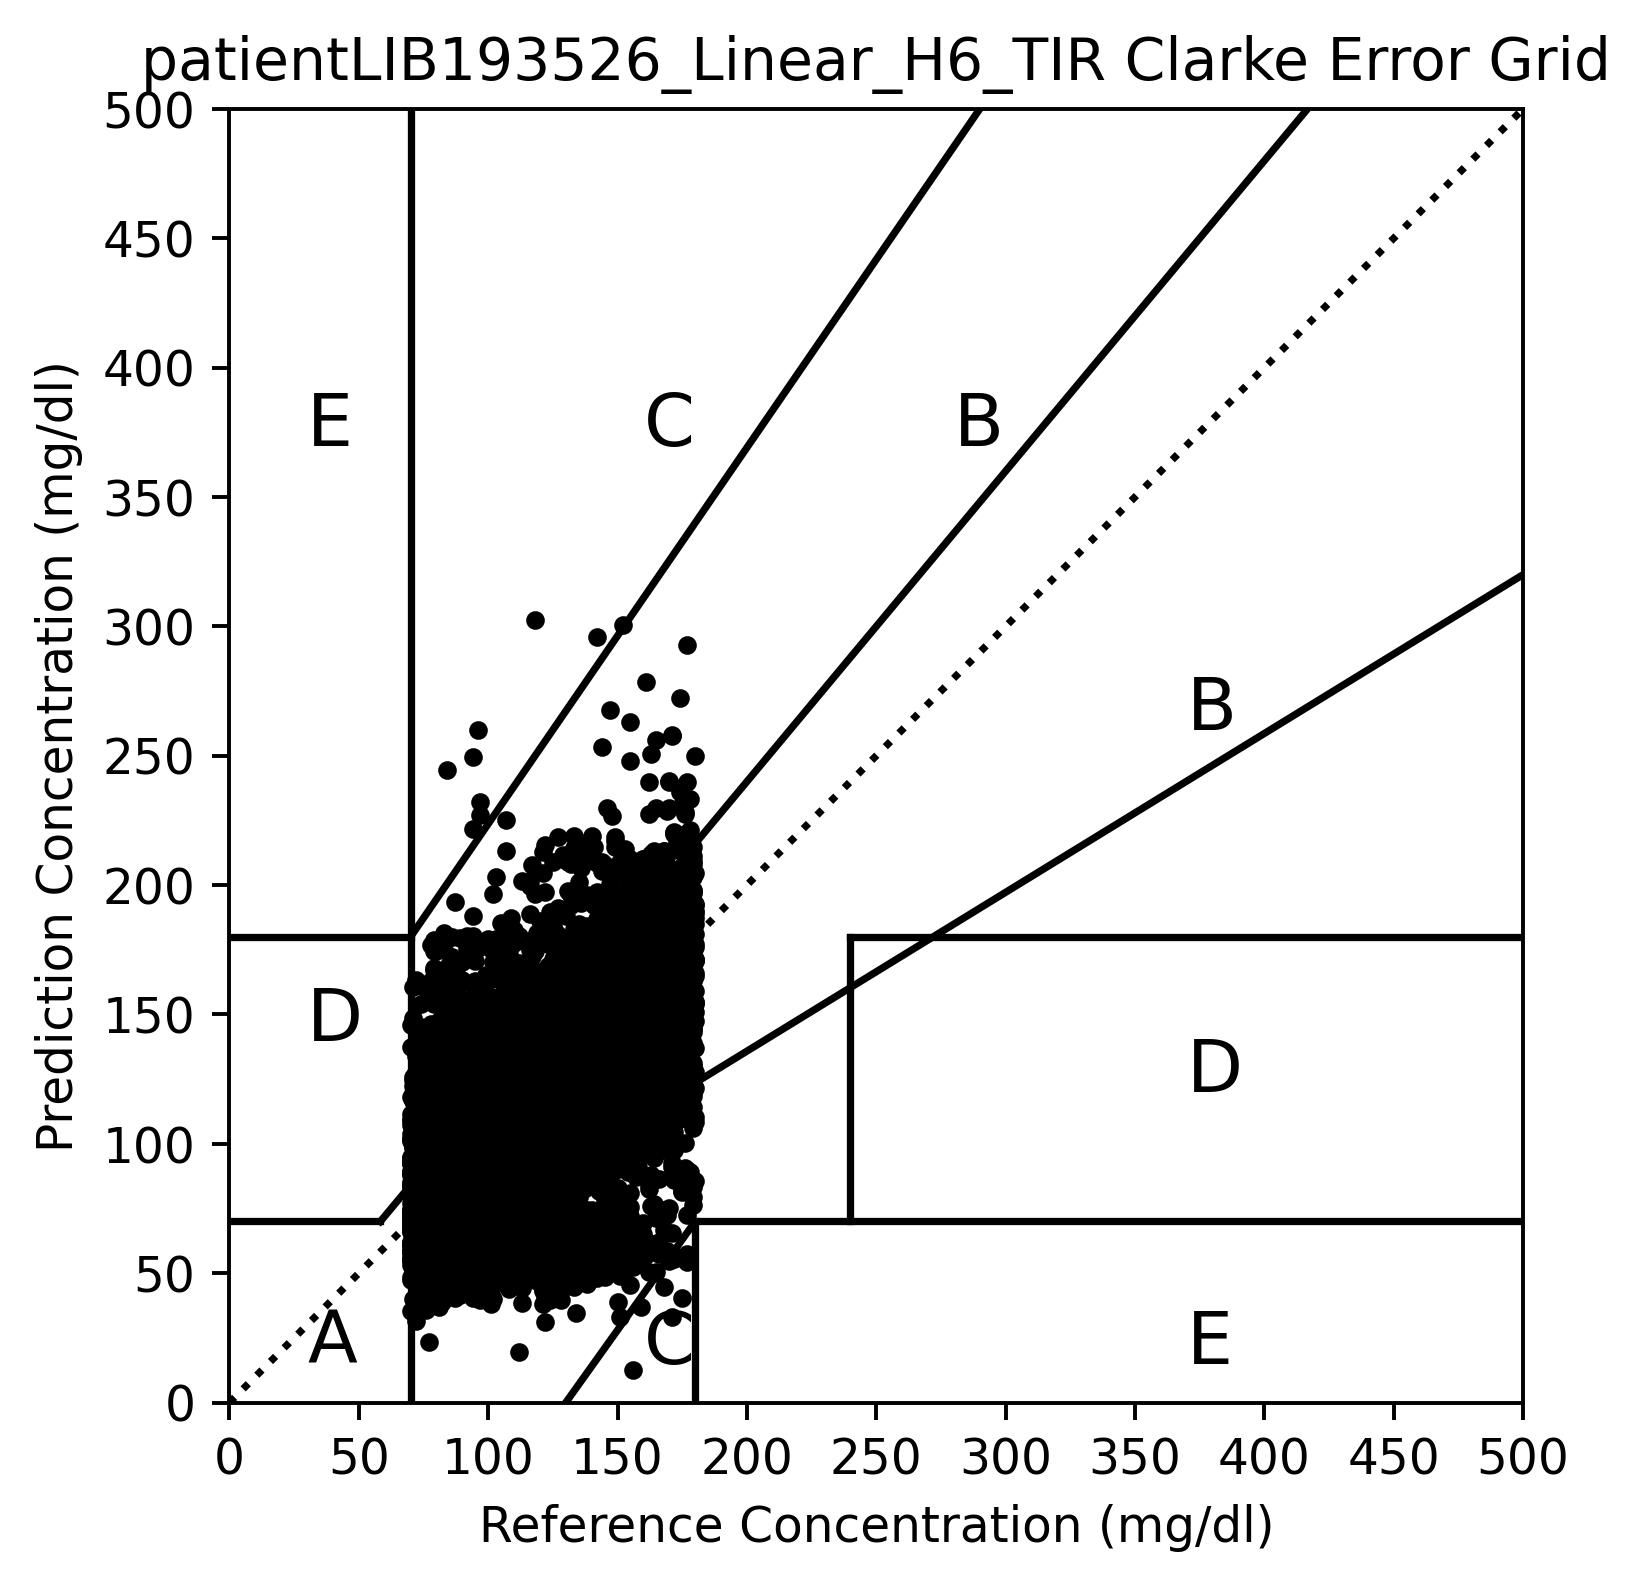 patientLIB193526_Linear_H6_TIR Clarke Error Grid
500
450
400
350
300
250
200
150
100
50
0
Prediction Concentration (mg/dl)
E
C
B
B
D
D
A
C
E
0 50 100 150 200 250 300 350 400 450 500
Reference Concentration (mg/dl)